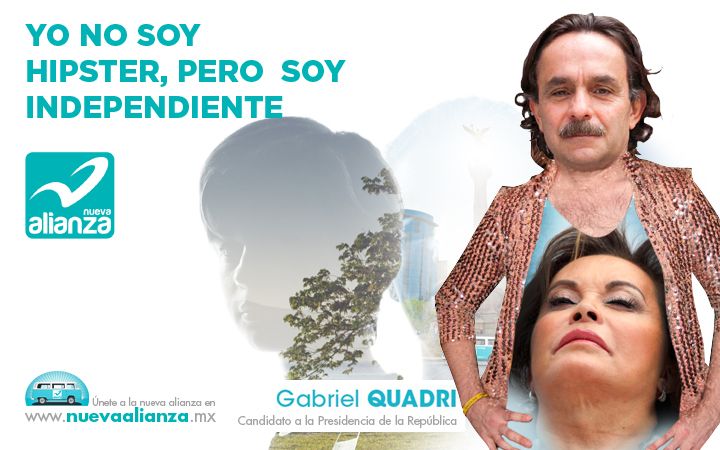 YO NO SOY
HIPSTER, PERO SOY
INDEPENDIENTE
nueva
alianza
Únete a la nueva alianza en
www.nuevaalianza.mx
Gabriel QUADRI
Candidato a la Presidencia de la República